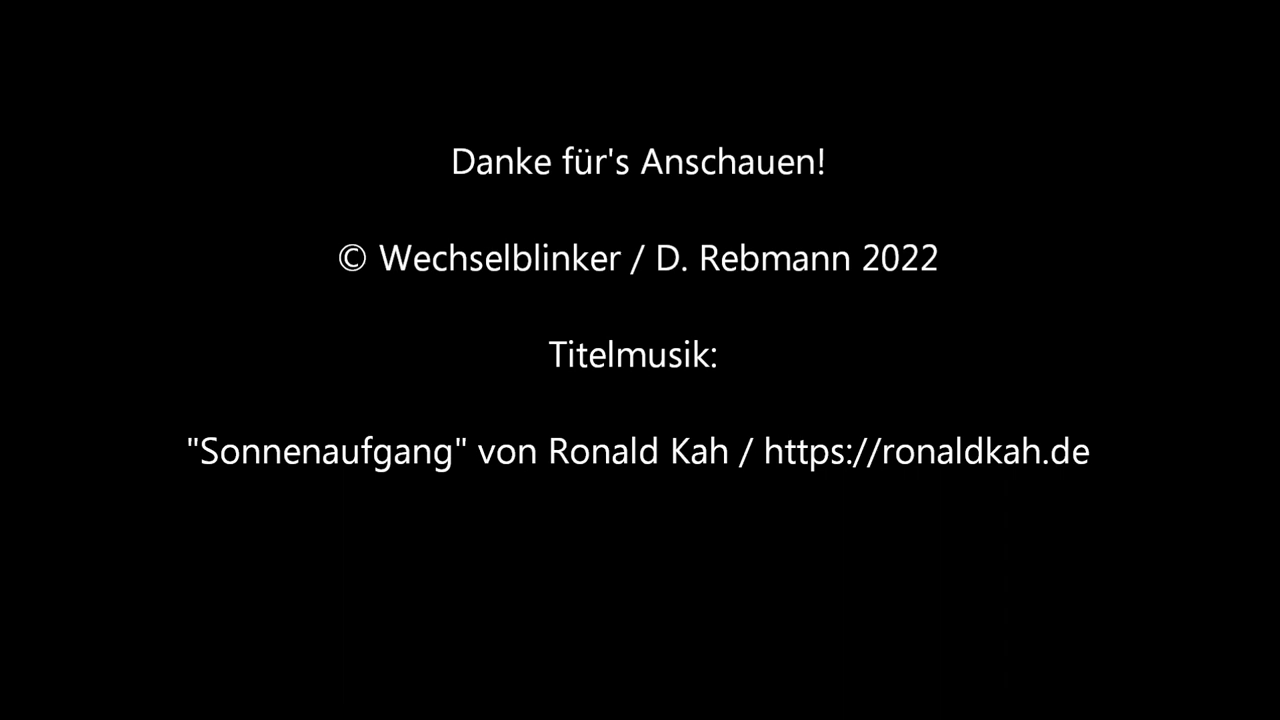 Danke für's Anschauen!
© Wechselblinker / D. Rebmann 2022
Titelmusik:
"Sonnenaufgang" von Ronald Kah / https://ronaldkah.de